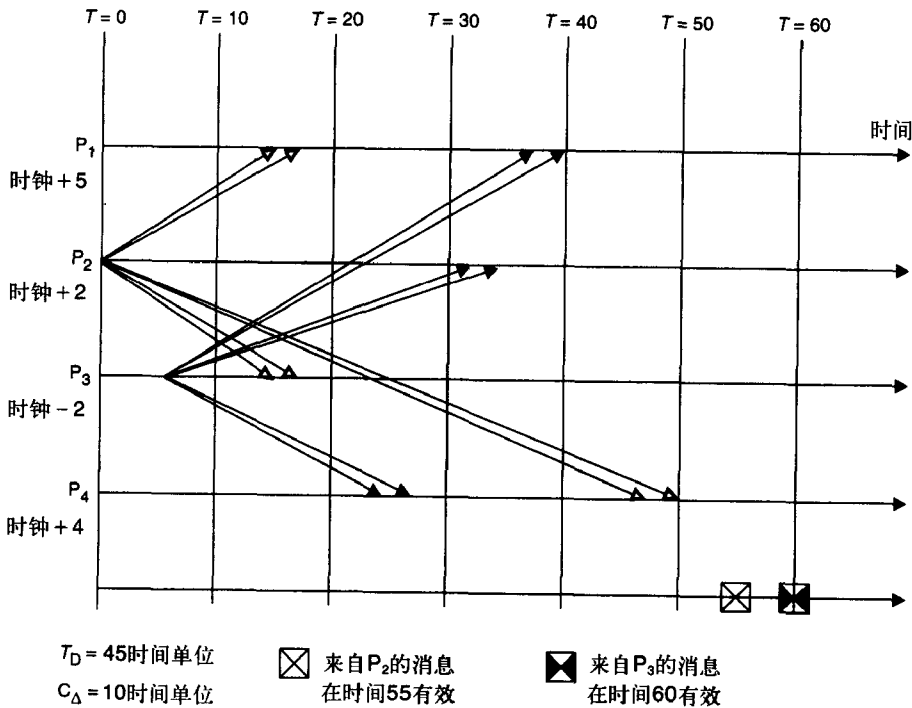 T = 0 T = 10 T = 20 T = 30 T = 40 T = 50 T = 60
时间
P₁
时钟+5
P₂
时钟+2
P₃
时钟−2
P₄
时钟+4
T_D = 45时间单位
C_Δ = 10时间单位
来自P₂的消息
在时间55有效
来自P₃的消息
在时间60有效